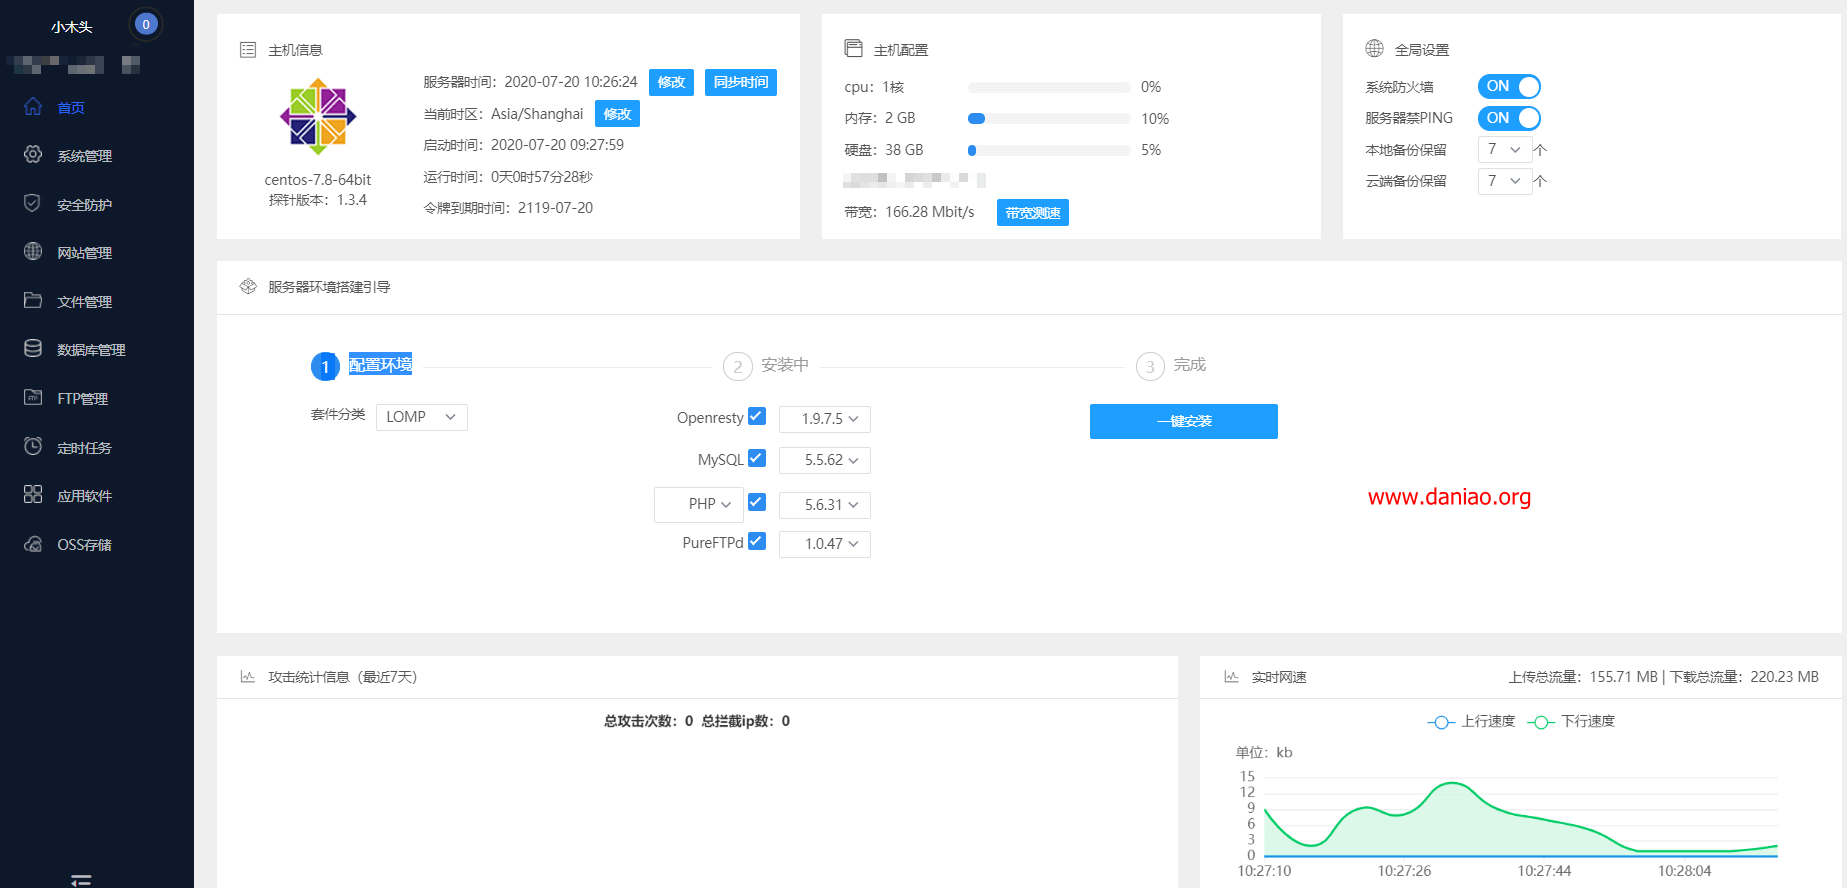 小木头
0
首页
系统管理
安全防护
网站管理
文件管理
数据库管理
FTP管理
定时任务
应用软件
OSS存储
主机信息
centos-7.8-64bit
探针版本：1.3.4
服务器时间：2020-07-20 10:26:24 修改 同步时间
当前时区：Asia/Shanghai 修改
启动时间：2020-07-20 09:27:59
运行时间：0天0时57分28秒
令牌到期时间：2119-07-20
主机配置
cpu：1核 0%
内存：2 GB 10%
硬盘：38 GB 5%
带宽：166.28 Mbit/s 带宽测速
全局设置
系统防火墙 ON
服务器禁PING ON
本地备份保留 7 个
云端备份保留 7 个
服务器环境搭建引导
1 配置环境 2 安装中 3 完成
套件分类 LOMP
Openresty 1.9.7.5
MySQL 5.5.62
PHP 5.6.31
PureFTPd 1.0.47
一键安装
www.daniao.org
攻击统计信息（最近7天）
总攻击次数：0 总拦截ip数：0
实时网速 上传总流量：155.71 MB | 下载总流量：220.23 MB
上行速度 下行速度
单位：kb
15
12
9
6
3
0
10:27:10 10:27:26 10:27:44 10:28:04